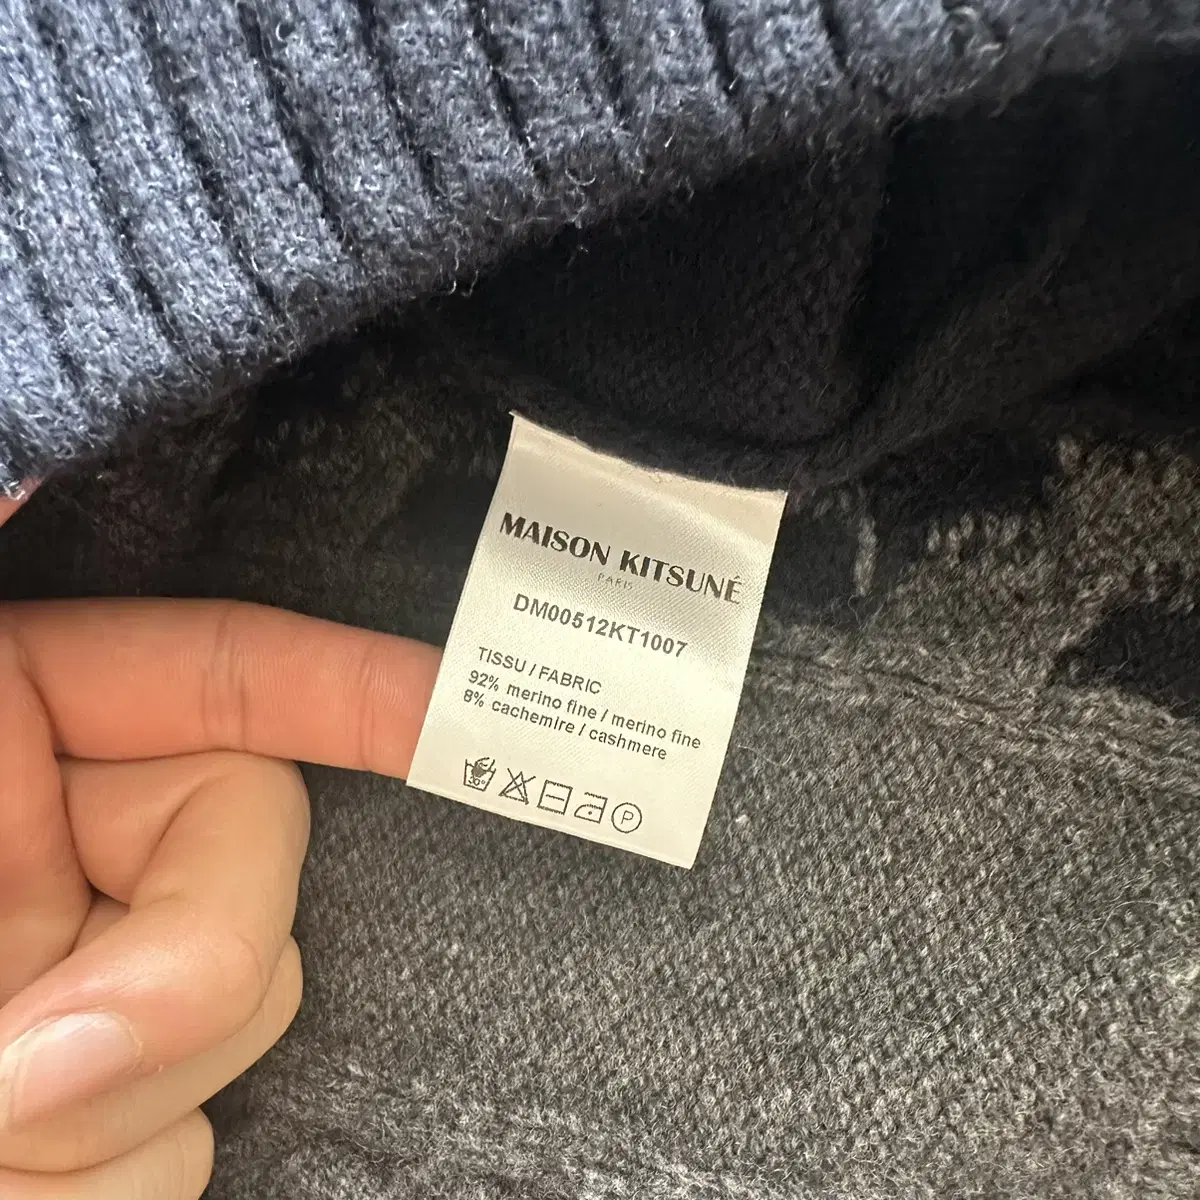 MAISON KITSUNÉ
PARIS
DM00512KT1007
TISSU / FABRIC
92% merino fine / merino fine
8% cachemire / cashmere
30°
P